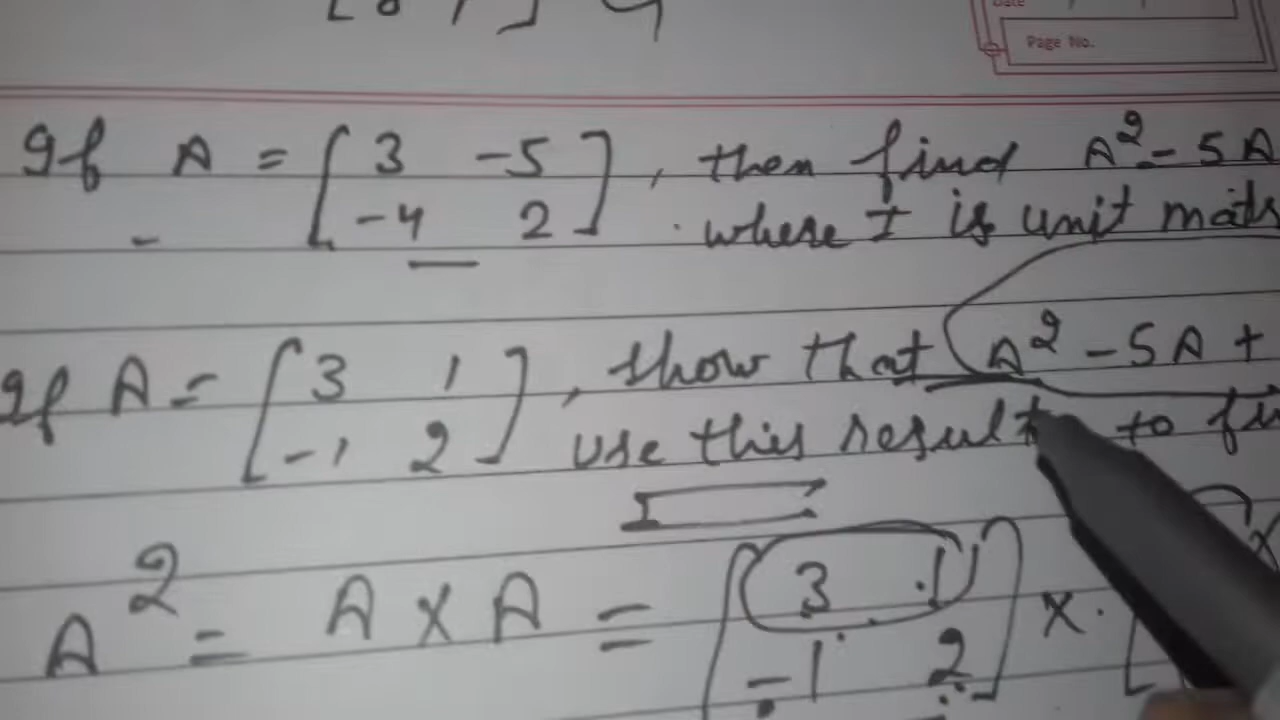 Date
Page No.
If A = [ 3 -5
-4 2 ], then find A² - 5A
where I is unit
If A = [ 3 1
-1 2 ], show that A² - 5A +
use this result to
A² = A × A = [ 3 1
-1 2 ] ×